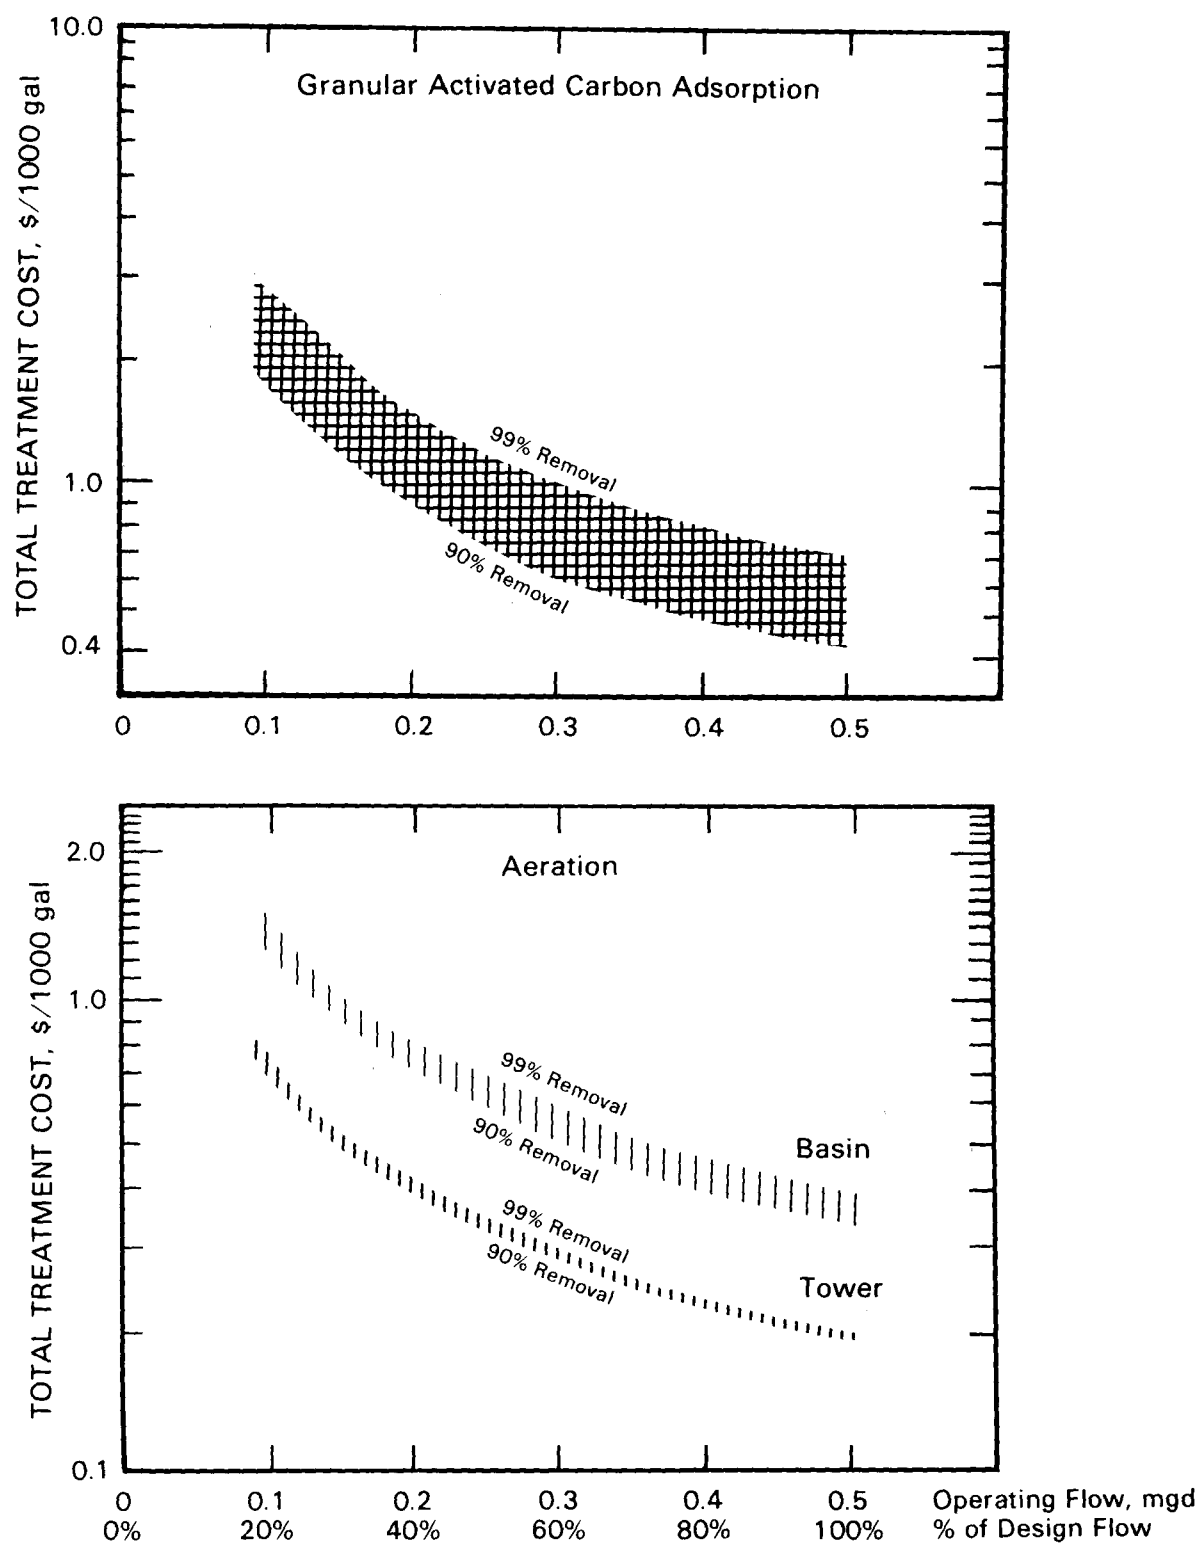 10.0
Granular Activated Carbon Adsorption
TOTAL TREATMENT COST, $/1000 gal
99% Removal
1.0
90% Removal
0.4
0 0.1 0.2 0.3 0.4 0.5
2.0
Aeration
TOTAL TREATMENT COST, $/1000 gal
1.0
99% Removal
90% Removal
Basin
99% Removal
90% Removal
Tower
0.1
0 0.1 0.2 0.3 0.4 0.5 Operating Flow, mgd
0% 20% 40% 60% 80% 100% % of Design Flow